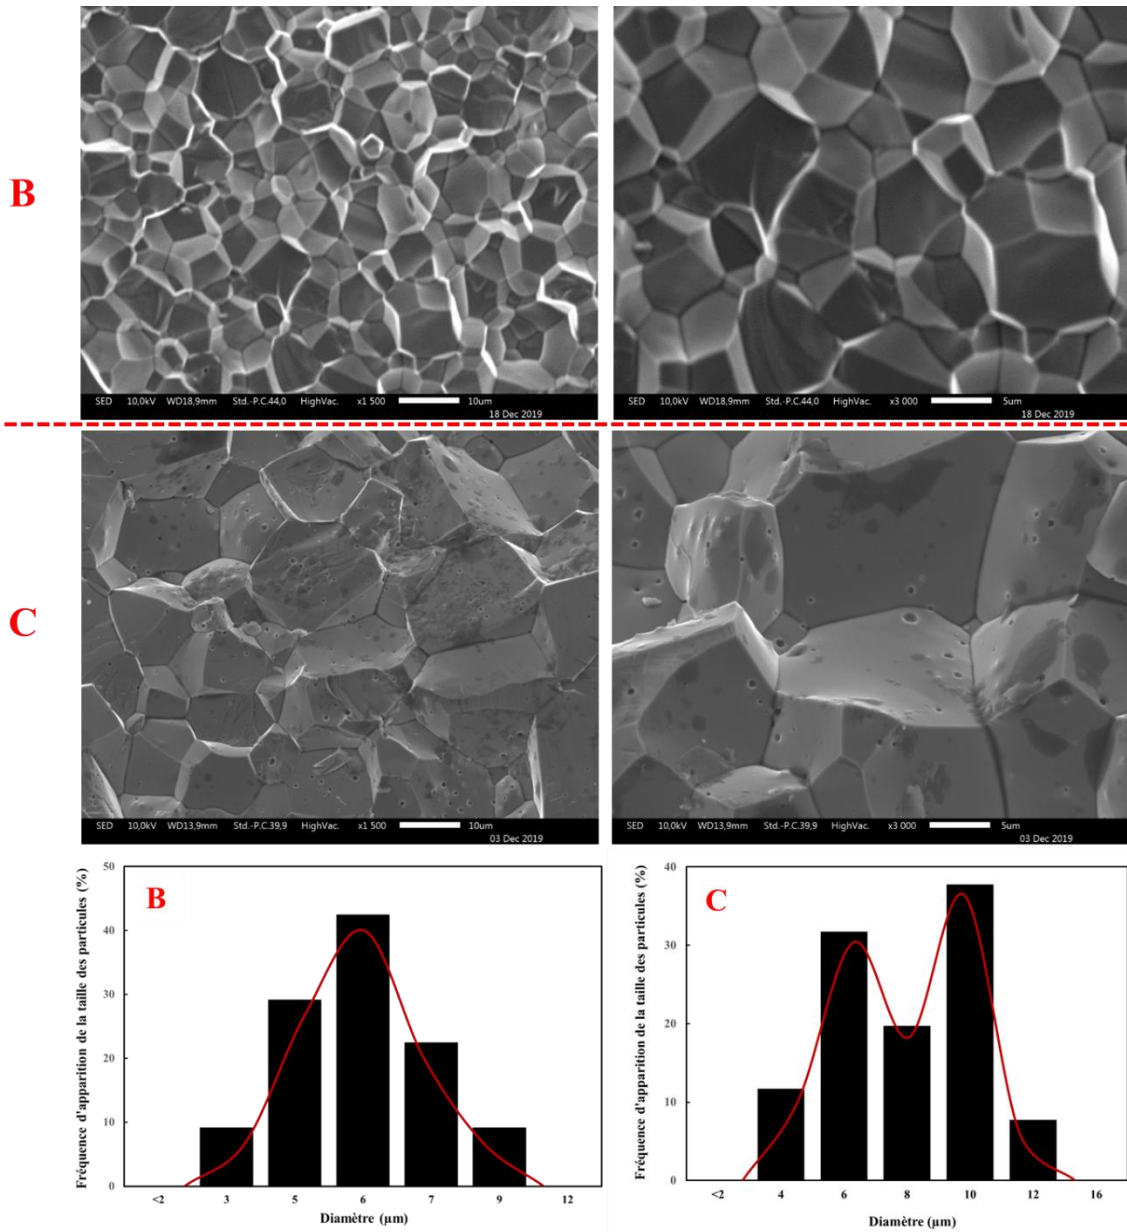 B
SED 10,0kV WD18,9mm Std.-P.C.44,0 HighVac. x1 500 10um
18 Dec 2019
SED 10,0kV WD18,9mm Std.-P.C.44,0 HighVac. x3 000 5um
18 Dec 2019
C
SED 10,0kV WD13,9mm Std.-P.C.39,9 HighVac. x1 500 10um
03 Dec 2019
SED 10,0kV WD13,9mm Std.-P.C.39,9 HighVac. x3 000 5um
03 Dec 2019
Fréquence d'apparition de la taille des particules (%)
B
50
40
30
20
10
0
<2 3 5 6 7 9 12
Diamètre (µm)
Fréquence d'apparition de la taille des particules (%)
C
40
30
20
10
0
<2 4 6 8 10 12 16
Diamètre (µm)